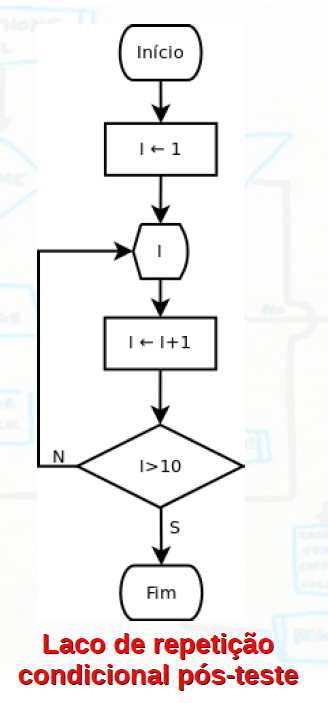 Início
I ← 1
I
I ← I+1
I>10
N
S
Fim
Laco de repetição
condicional pós-teste